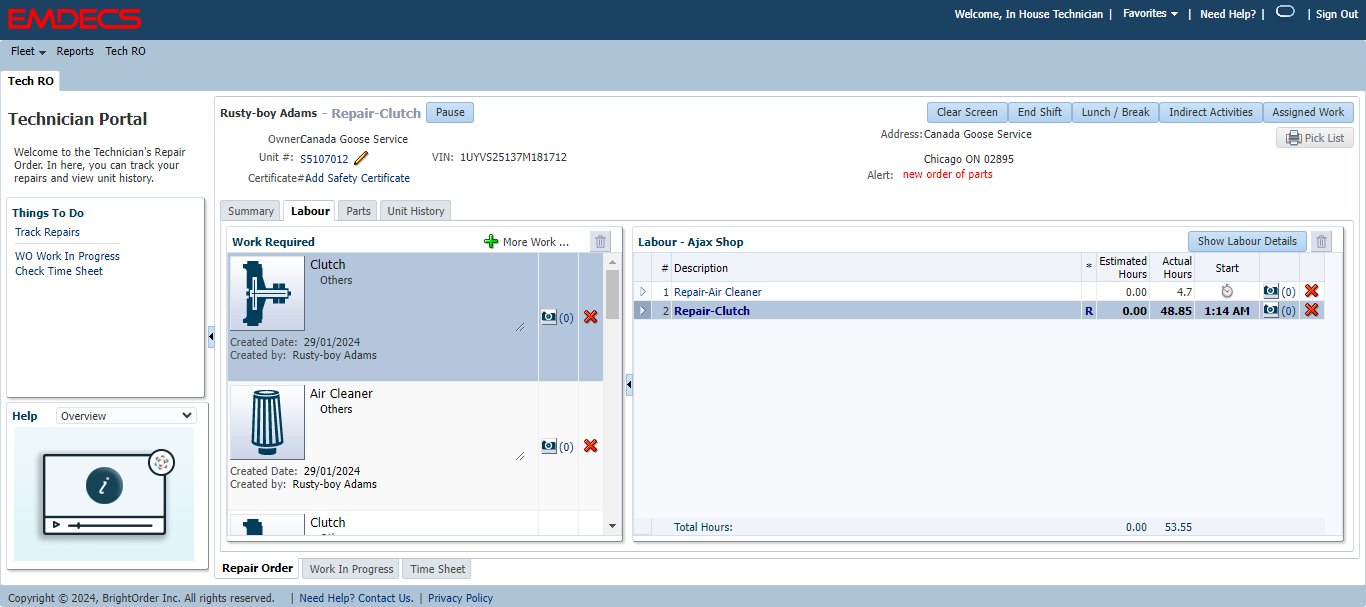 EMDECS
Welcome, In House Technician | Favorites | Need Help? | | Sign Out
Fleet Reports Tech RO
Tech RO
Technician Portal
Welcome to the Technician's Repair
Order. In here, you can track your
repairs and view unit history.
Things To Do
Track Repairs
WO Work In Progress
Check Time Sheet
Help Overview
Rusty-boy Adams - Repair-Clutch Pause
Clear Screen End Shift Lunch / Break Indirect Activities Assigned Work
Pick List
OwnerCanada Goose Service
Unit #: S5107012
VIN: 1UYVS25137M181712
Certificate#Add Safety Certificate
Address:Canada Goose Service
Chicago ON 02895
Alert: new order of parts
Summary Labour Parts Unit History
Work Required More Work ...
Clutch
Others
(0)
Created Date: 29/01/2024
Created by: Rusty-boy Adams
Air Cleaner
Others
(0)
Created Date: 29/01/2024
Created by: Rusty-boy Adams
Clutch
Labour - Ajax Shop Show Labour Details
# Description * Estimated Hours Actual Hours Start
1 Repair-Air Cleaner 0.00 4.7 (0)
2 Repair-Clutch R 0.00 48.85 1:14 AM (0)
Total Hours: 0.00 53.55
Repair Order Work In Progress Time Sheet
Copyright © 2024, BrightOrder Inc. All rights reserved. | Need Help? Contact Us. | Privacy Policy